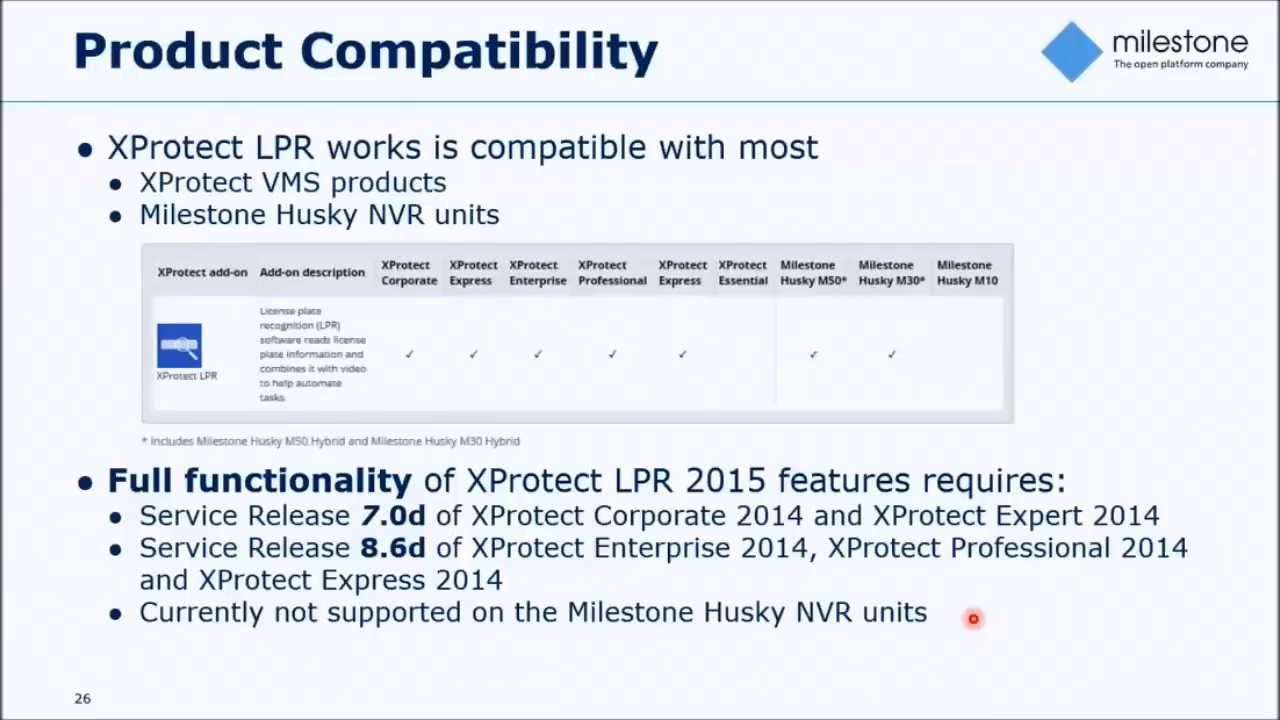 Product Compatibility
milestone
The open platform company
● XProtect LPR works is compatible with most
● XProtect VMS products
● Milestone Husky NVR units
XProtect add-on Add-on description XProtect Corporate XProtect Express XProtect Enterprise XProtect Professional XProtect Express XProtect Essential Milestone Husky M50* Milestone Husky M30* Milestone Husky M10
License plate
recognition (LPR)
software reads license
plate information and
combines it with video
to help automate
tasks.
XProtect LPR
✓ ✓ ✓ ✓ ✓ ✓ ✓
* Includes Milestone Husky M50 Hybrid and Milestone Husky M30 Hybrid
● Full functionality of XProtect LPR 2015 features requires:
● Service Release 7.0d of XProtect Corporate 2014 and XProtect Expert 2014
● Service Release 8.6d of XProtect Enterprise 2014, XProtect Professional 2014
and XProtect Express 2014
● Currently not supported on the Milestone Husky NVR units
26